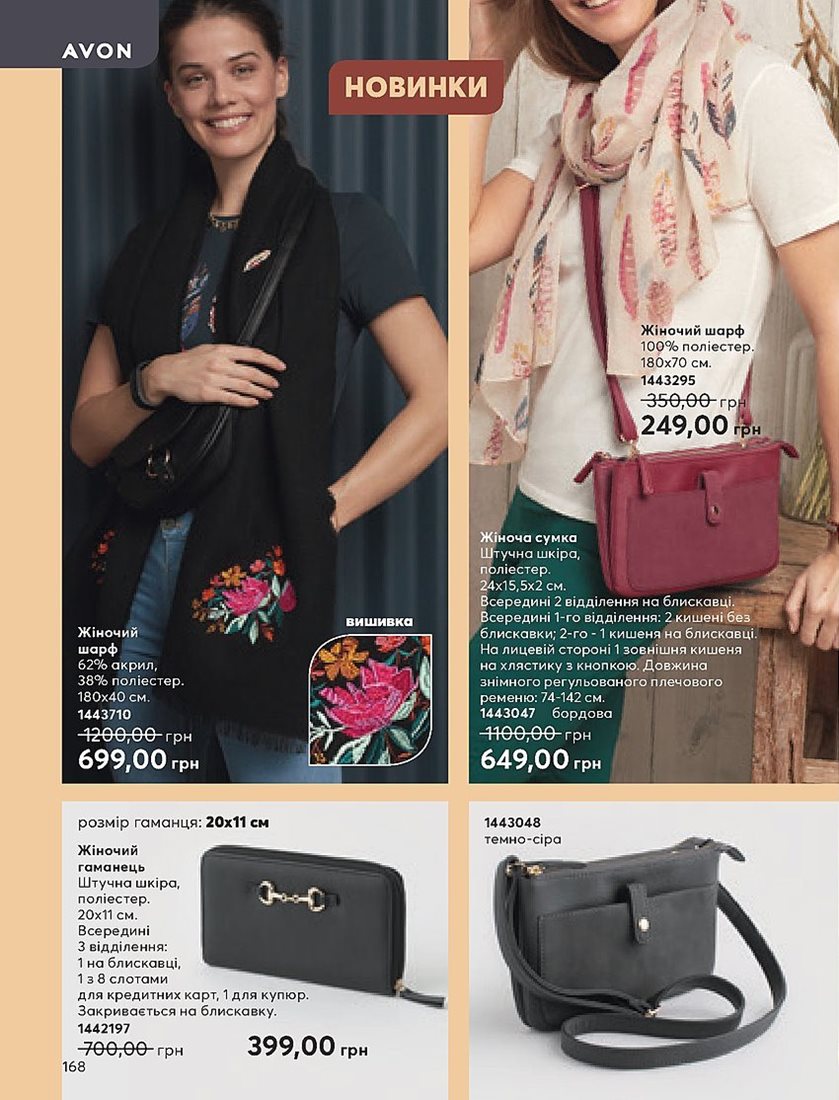 AVON
НОВИНКИ
Жіночий шарф
100% поліестер.
180х70 см.
1443295
350,00 грн
249,00 грн
Жіноча сумка
Штучна шкіра,
поліестер.
24х15,5х2 см.
Всередині 2 відділення на блискавці.
Всередині 1-го відділення: 2 кишені без
блискавки; 2-го - 1 кишеня на блискавці.
На лицевій стороні 1 зовнішня кишеня
на хлястику з кнопкою. Довжина
знімного регульованого плечового
ременю: 74-142 см.
1443047 бордова
1100,00 грн
649,00 грн
вишивка
Жіночий
шарф
62% акрил,
38% поліестер.
180х40 см.
1443710
1200,00 грн
699,00 грн
розмір гаманця: 20х11 см
Жіночий
гаманець
Штучна шкіра,
поліестер.
20х11 см.
Всередині
3 відділення:
1 на блискавці,
1 з 8 слотами
для кредитних карт, 1 для купюр.
Закривається на блискавку.
1442197
700,00 грн
399,00 грн
168
1443048
темно-сіра